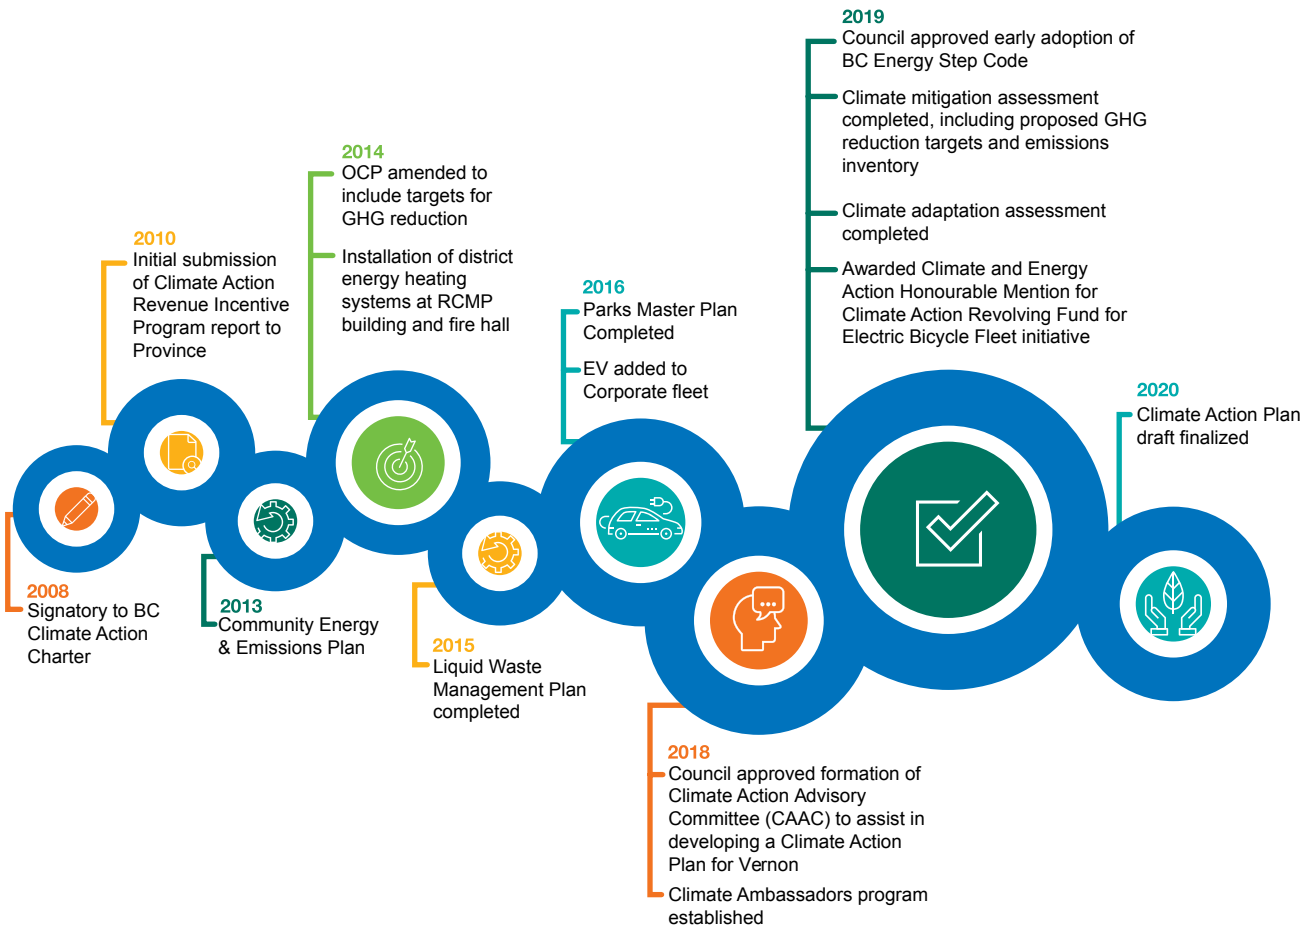 2008
Signatory to BC
Climate Action
Charter
2010
Initial submission
of Climate Action
Revenue Incentive
Program report to
Province
2013
Community Energy
& Emissions Plan
2014
OCP amended to
include targets for
GHG reduction
Installation of district
energy heating
systems at RCMP
building and fire hall
2015
Liquid Waste
Management Plan
completed
2016
Parks Master Plan
Completed
EV added to
Corporate fleet
2018
Council approved formation of
Climate Action Advisory
Committee (CAAC) to assist in
developing a Climate Action
Plan for Vernon
Climate Ambassadors program
established
2019
Council approved early adoption of
BC Energy Step Code
Climate mitigation assessment
completed, including proposed GHG
reduction targets and emissions
inventory
Climate adaptation assessment
completed
Awarded Climate and Energy
Action Honourable Mention for
Climate Action Revolving Fund for
Electric Bicycle Fleet initiative
2020
Climate Action Plan
draft finalized